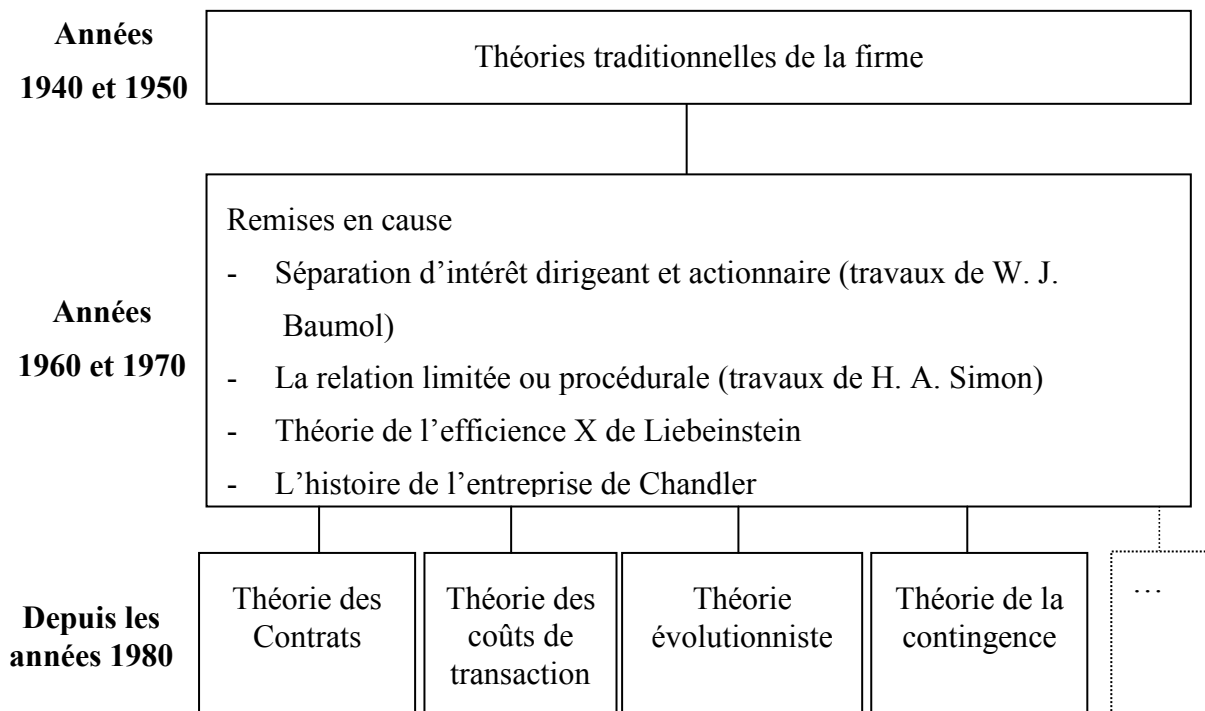 Années
1940 et 1950
Théories traditionnelles de la firme
Années
1960 et 1970
Remises en cause
- Séparation d’intérêt dirigeant et actionnaire (travaux de W. J.
Baumol)
- La relation limitée ou procédurale (travaux de H. A. Simon)
- Théorie de l’efficience X de Liebeinstein
- L’histoire de l’entreprise de Chandler
Depuis les
années 1980
Théorie des
Contrats
Théorie des
coûts de
transaction
Théorie
évolutionniste
Théorie de la
contingence
…